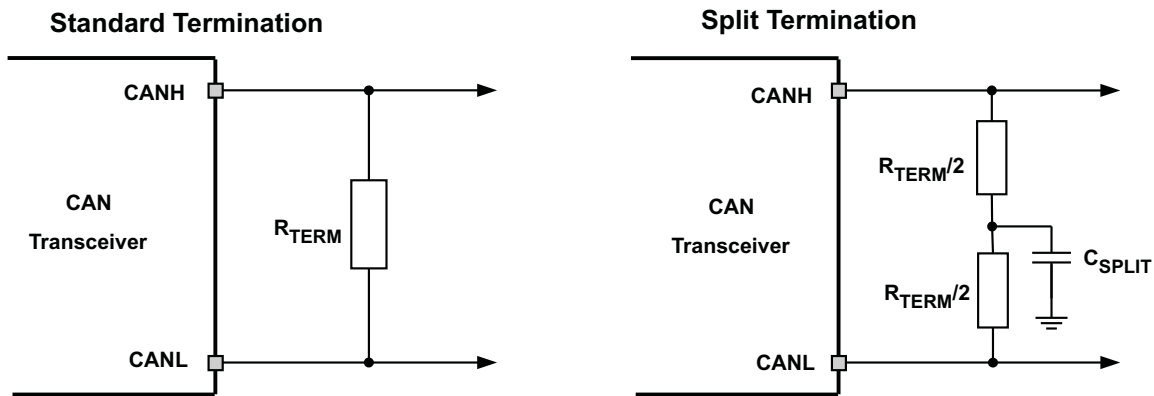 Standard Termination
CANH
CAN
Transceiver
RTERM
CANL
Split Termination
CANH
RTERM/2
CAN
Transceiver
CSPLIT
RTERM/2
CANL